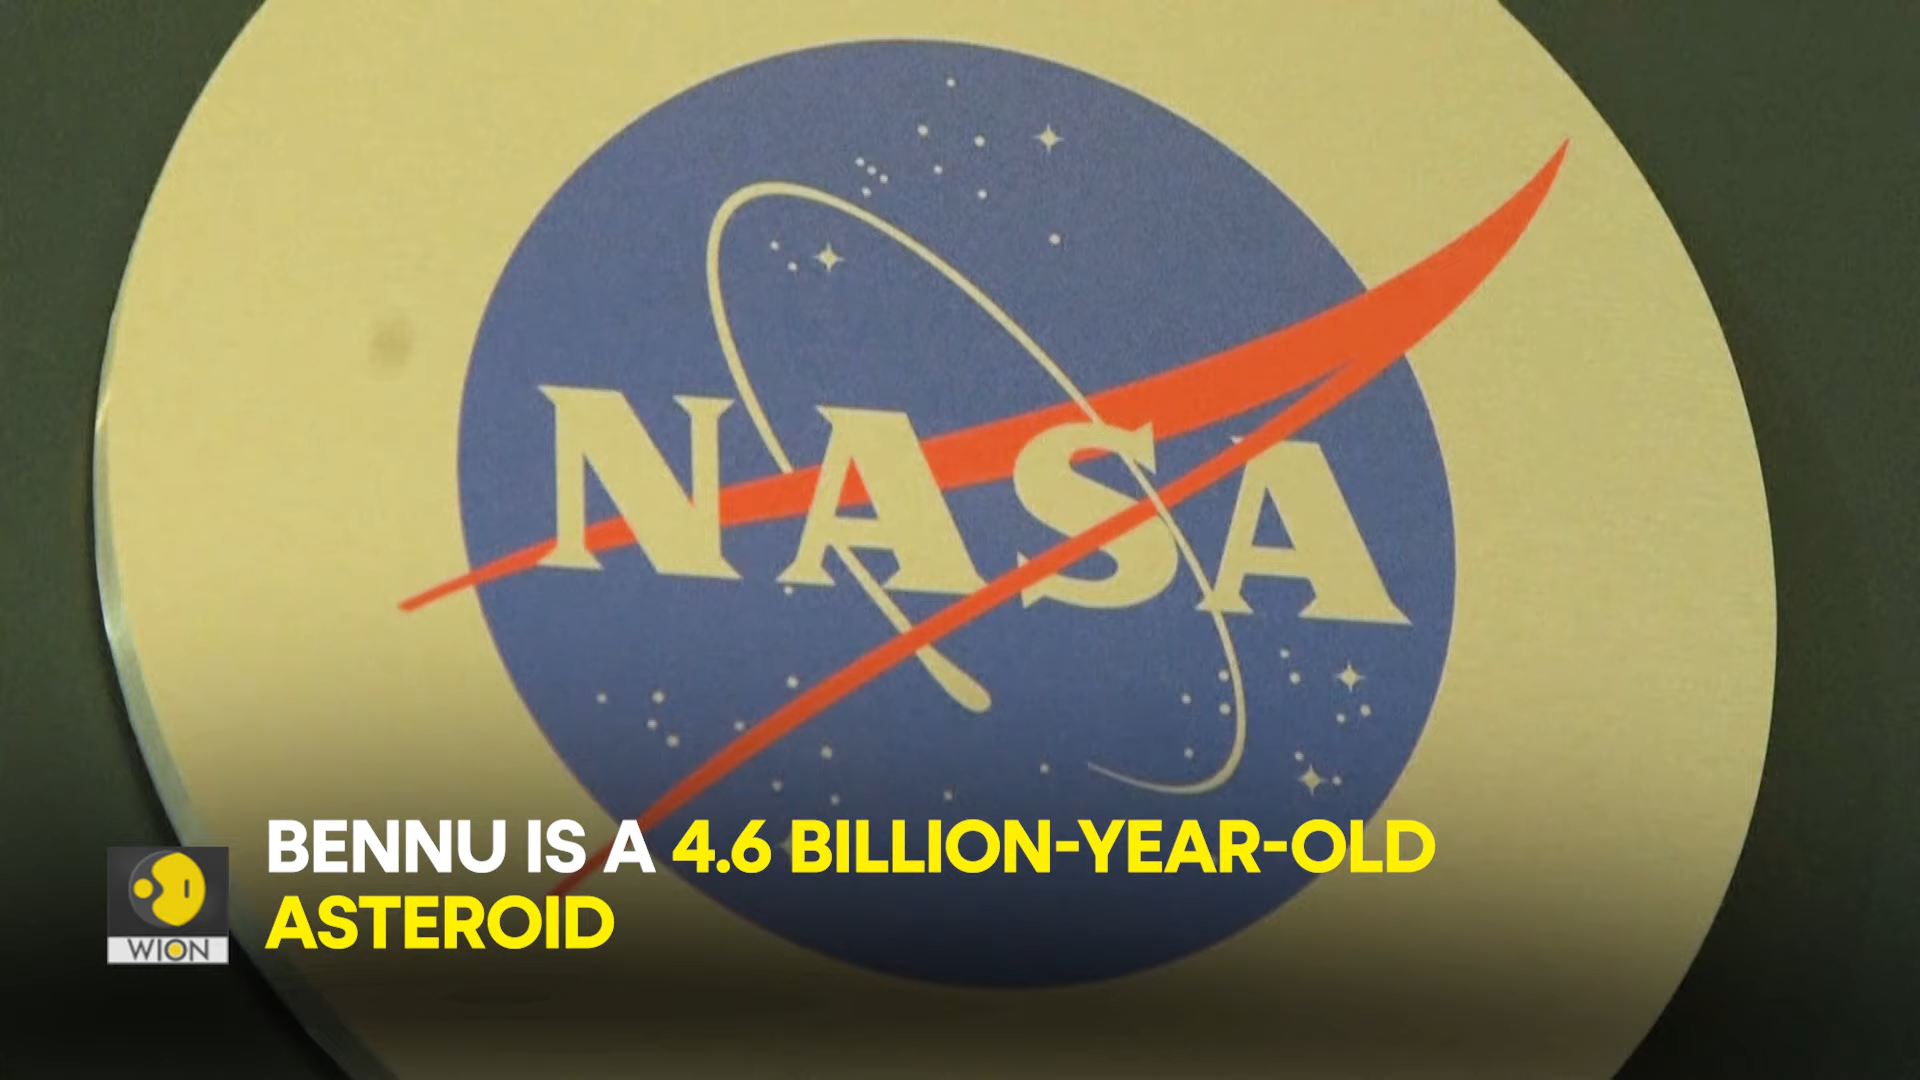 NASA
BENNU IS A 4.6 BILLION-YEAR-OLD
ASTEROID
WION